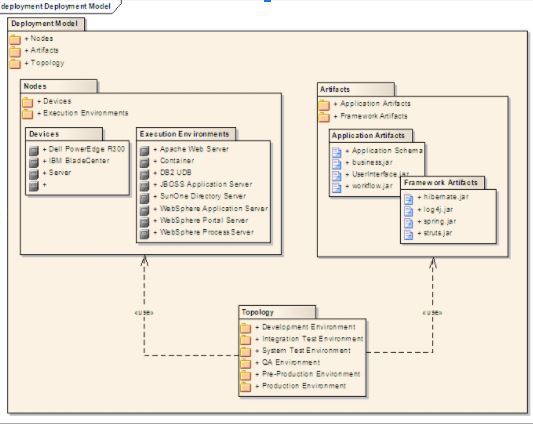 deployment Deployment Model
Deployment Model
+ Nodes
+ Artifacts
+ Topology
Nodes
+ Devices
+ Execution Environments
Devices
+ Dell PowerEdge R300
+ IBM BladeCenter
+ Server
+
Execution Environments
+ Apache Web Server
+ Container
+ DB2 UDB
+ JBOSS Application Server
+ SunOne Directory Server
+ WebSphere Application Server
+ WebSphere Portal Server
+ WebSphere Process Server
Artifacts
+ Application Artifacts
+ Framework Artifacts
Application Artifacts
+ Application Schema
+ business.jar
+ UserInterface.jar
+ workflow.jar
Framework Artifacts
+ hibernate.jar
+ log4j.jar
+ spring.jar
+ struts.jar
«use»
«use»
Topology
+ Development Environment
+ Integration Test Environment
+ System Test Environment
+ QA Environment
+ Pre-Production Environment
+ Production Environment